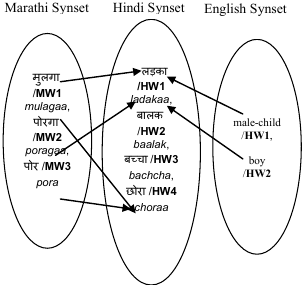 Marathi Synset
Hindi Synset
English Synset
मुलगा
/MW1
mulagaa,
पोरगा
/MW2
poragaa,
पोर /MW3
pora
लड़का
/HW1
ladakaa,
बालक
/HW2
baalak,
बच्चा /HW3
bachcha,
छोरा /HW4
choraa
male-child
/HW1,
boy
/HW2